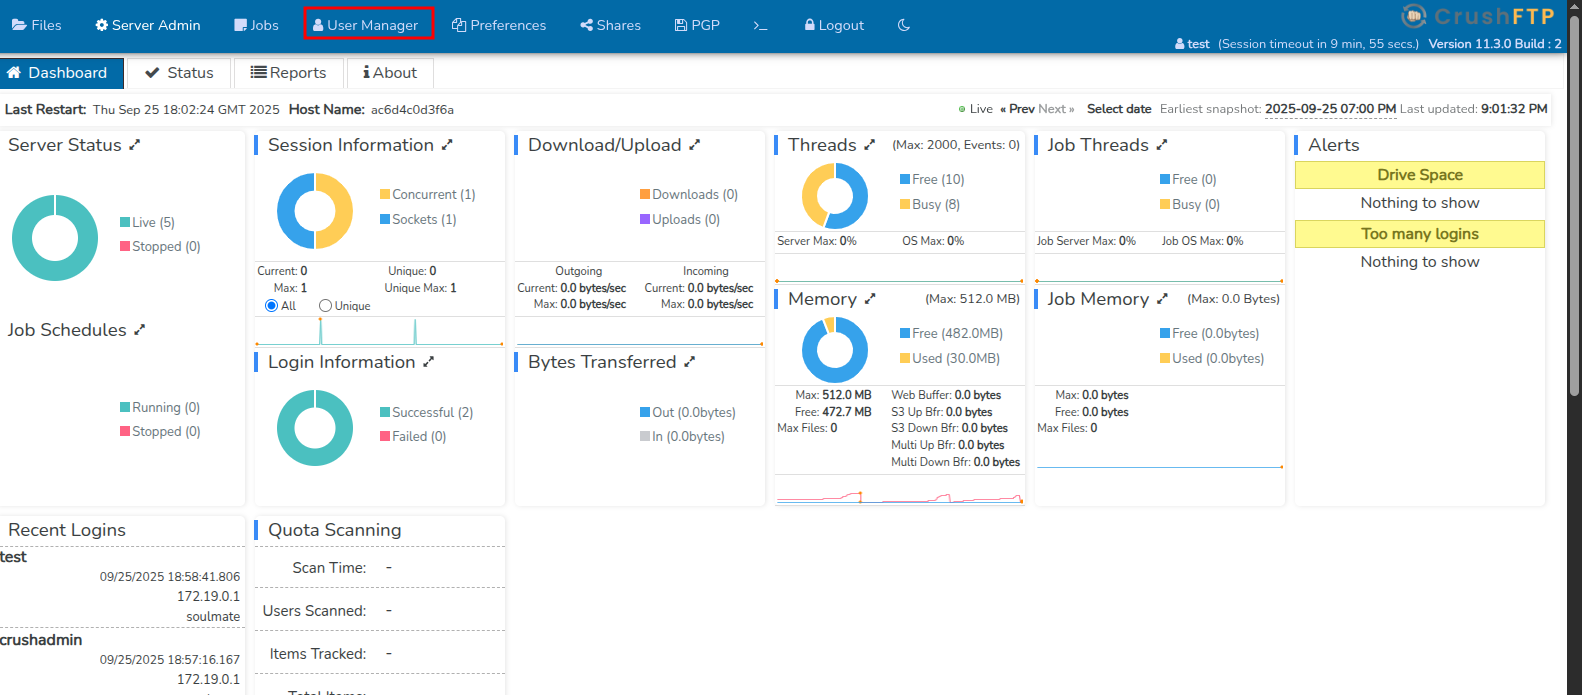 Files Server Admin Jobs User Manager Preferences Shares PGP >_ Logout
CrushFTP
test (Session timeout in 9 min, 55 secs.) Version 11.3.0 Build : 2
Dashboard Status Reports About
Last Restart: Thu Sep 25 18:02:24 GMT 2025 Host Name: ac6d4c0d3f6a
Live « Prev Next » Select date Earliest snapshot: 2025-09-25 07:00 PM Last updated: 9:01:32 PM
Server Status
Live (5)
Stopped (0)
Job Schedules
Running (0)
Stopped (0)
Session Information
Concurrent (1)
Sockets (1)
Current: 0 Unique: 0
Max: 1 Unique Max: 1
All Unique
Login Information
Successful (2)
Failed (0)
Download/Upload
Downloads (0)
Uploads (0)
Outgoing Incoming
Current: 0.0 bytes/sec Current: 0.0 bytes/sec
Max: 0.0 bytes/sec Max: 0.0 bytes/sec
Bytes Transferred
Out (0.0bytes)
In (0.0bytes)
Threads (Max: 2000, Events: 0)
Free (10)
Busy (8)
Server Max: 0% OS Max: 0%
Memory (Max: 512.0 MB)
Free (482.0MB)
Used (30.0MB)
Max: 512.0 MB Web Buffer: 0.0 bytes
Free: 472.7 MB S3 Up Bfr: 0.0 bytes
Max Files: 0 S3 Down Bfr: 0.0 bytes
Multi Up Bfr: 0.0 bytes
Multi Down Bfr: 0.0 bytes
Job Threads
Free (0)
Busy (0)
Job Server Max: 0% Job OS Max: 0%
Job Memory (Max: 0.0 Bytes)
Free (0.0bytes)
Used (0.0bytes)
Max: 0.0 bytes
Free: 0.0 bytes
Max Files: 0
Alerts
Drive Space
Nothing to show
Too many logins
Nothing to show
Recent Logins
test
09/25/2025 18:58:41.806
172.19.0.1
soulmate
crushadmin
09/25/2025 18:57:16.167
172.19.0.1
Quota Scanning
Scan Time: -
Users Scanned: -
Items Tracked: -